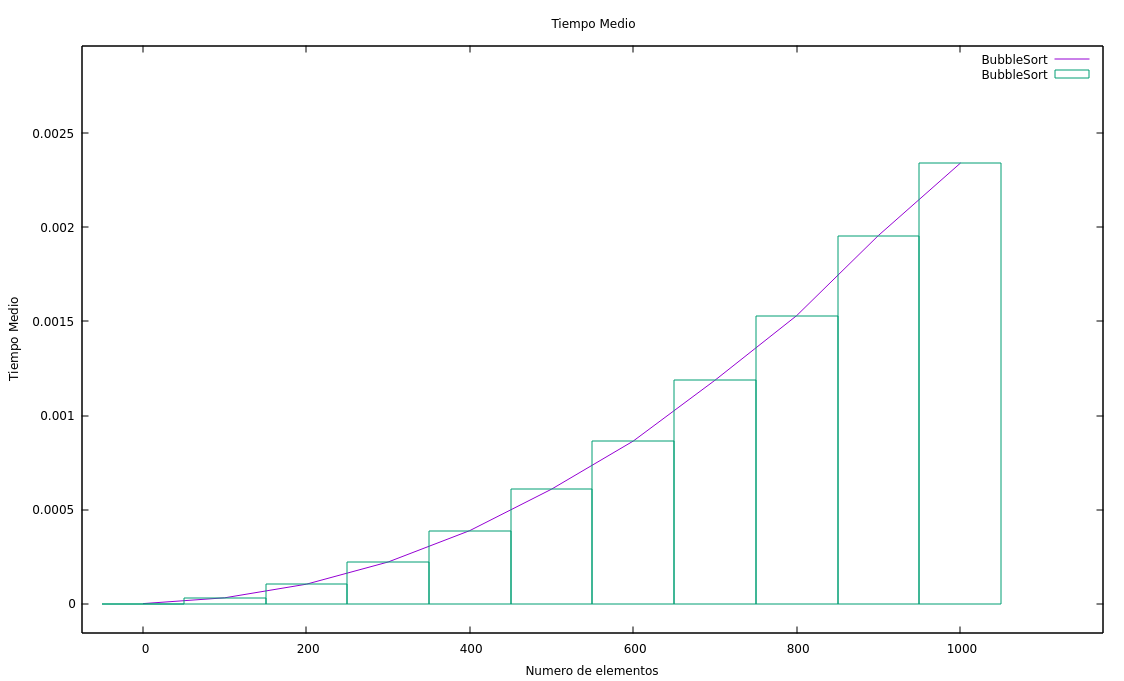 Tiempo Medio
BubbleSort
BubbleSort
0.0025
0.002
0.0015
0.001
0.0005
0
Tiempo Medio
0 200 400 600 800 1000
Numero de elementos